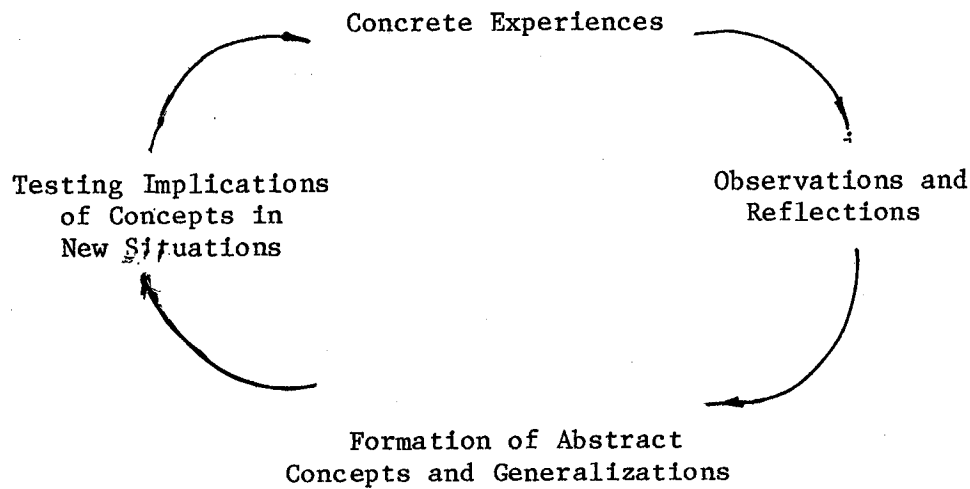 Concrete Experiences
Testing Implications
of Concepts in
New Situations
Observations and
Reflections
Formation of Abstract
Concepts and Generalizations